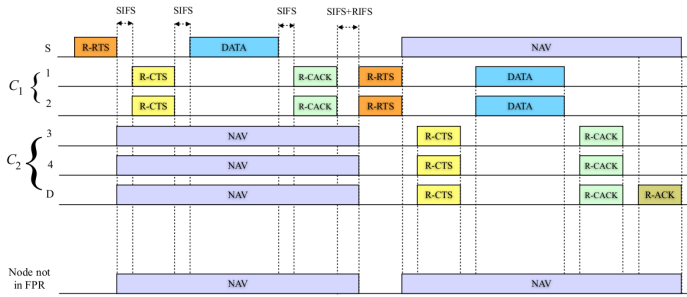 SIFS SIFS SIFS SIFS+RIFS
S R-RTS DATA NAV
C1 1 R-CTS R-CACK R-RTS DATA
2 R-CTS R-CACK R-RTS DATA
C2 3 NAV R-CTS R-CACK
4 NAV R-CTS R-CACK
D NAV R-CTS R-CACK R-ACK
Node not
in FPR NAV NAV